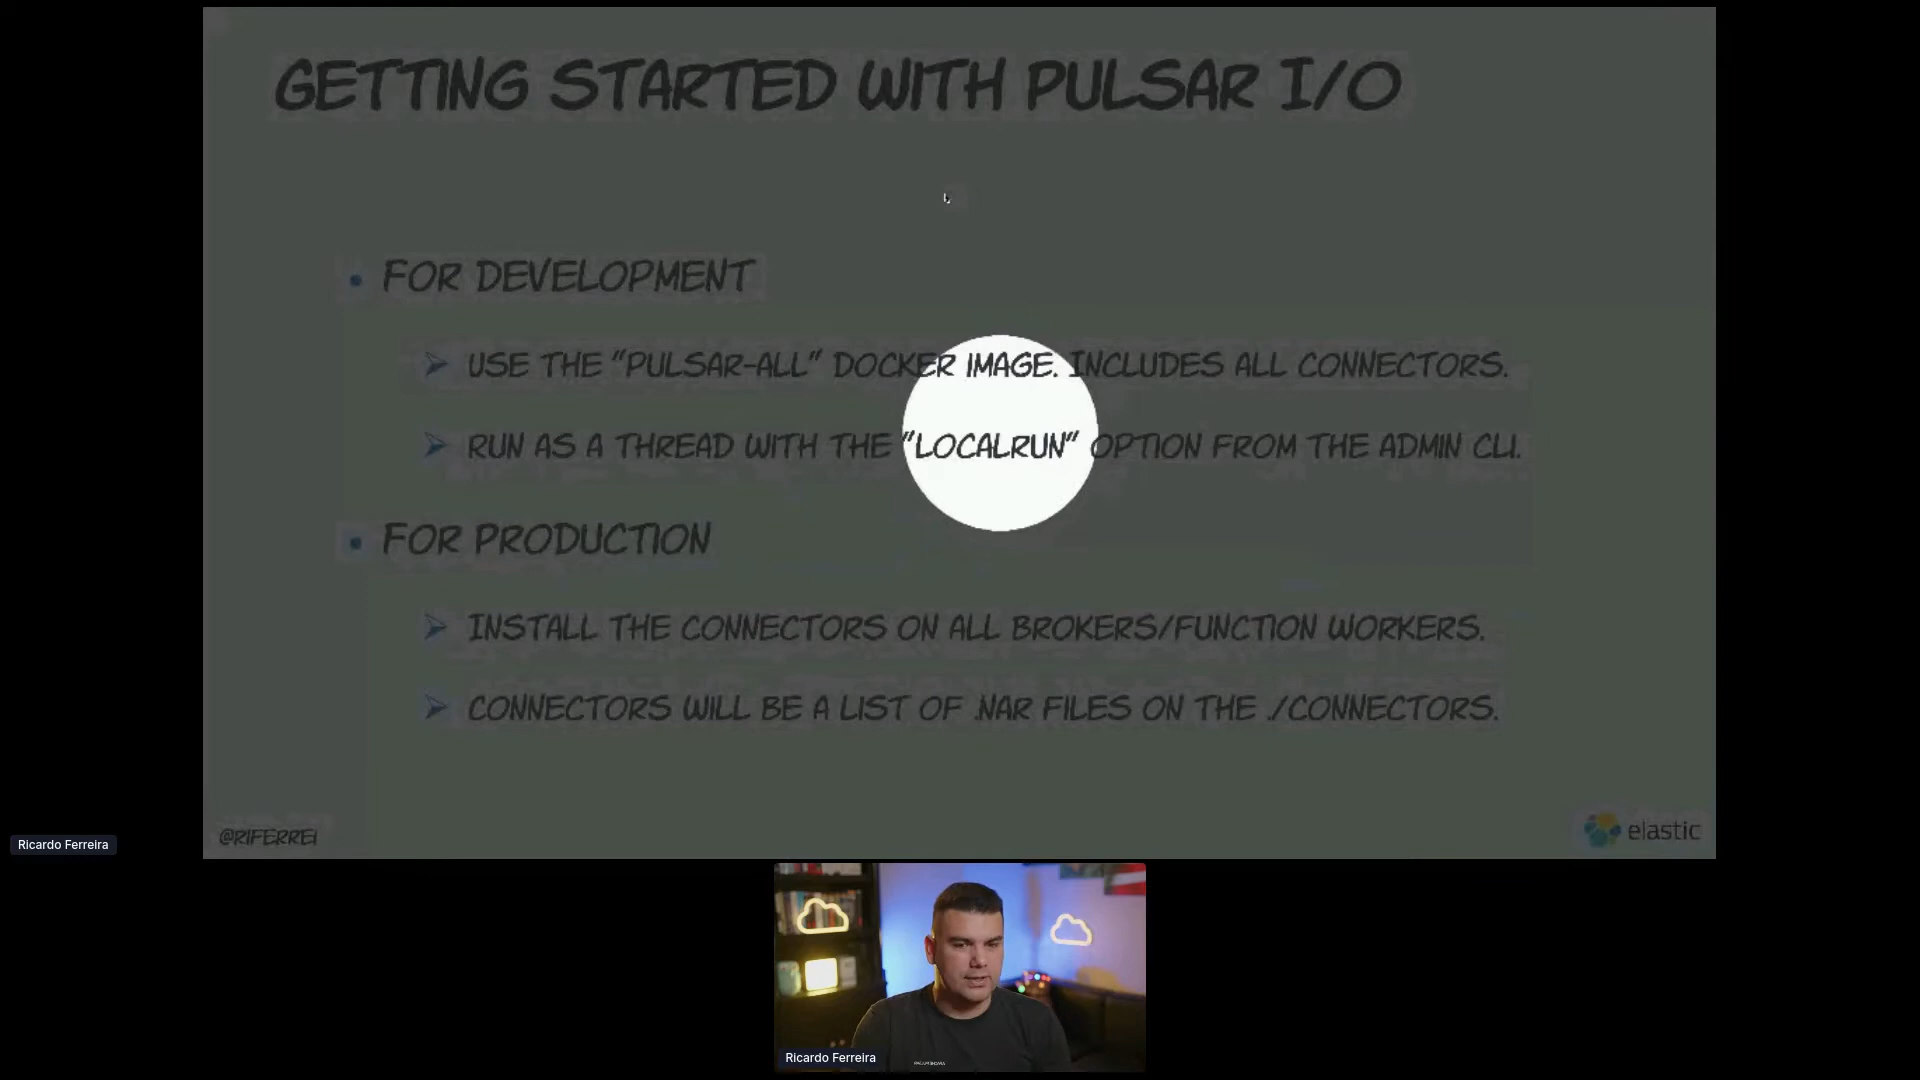 GETTING STARTED WITH PULSAR I/O
• FOR DEVELOPMENT
➢ USE THE "PULSAR-ALL" DOCKER IMAGE. INCLUDES ALL CONNECTORS.
➢ RUN AS A THREAD WITH THE "LOCALRUN" OPTION FROM THE ADMIN CLI.
• FOR PRODUCTION
➢ INSTALL THE CONNECTORS ON ALL BROKERS/FUNCTION WORKERS.
➢ CONNECTORS WILL BE A LIST OF .NAR FILES ON THE ./CONNECTORS.
@RIFERREI
elastic
Ricardo Ferreira
Ricardo Ferreira